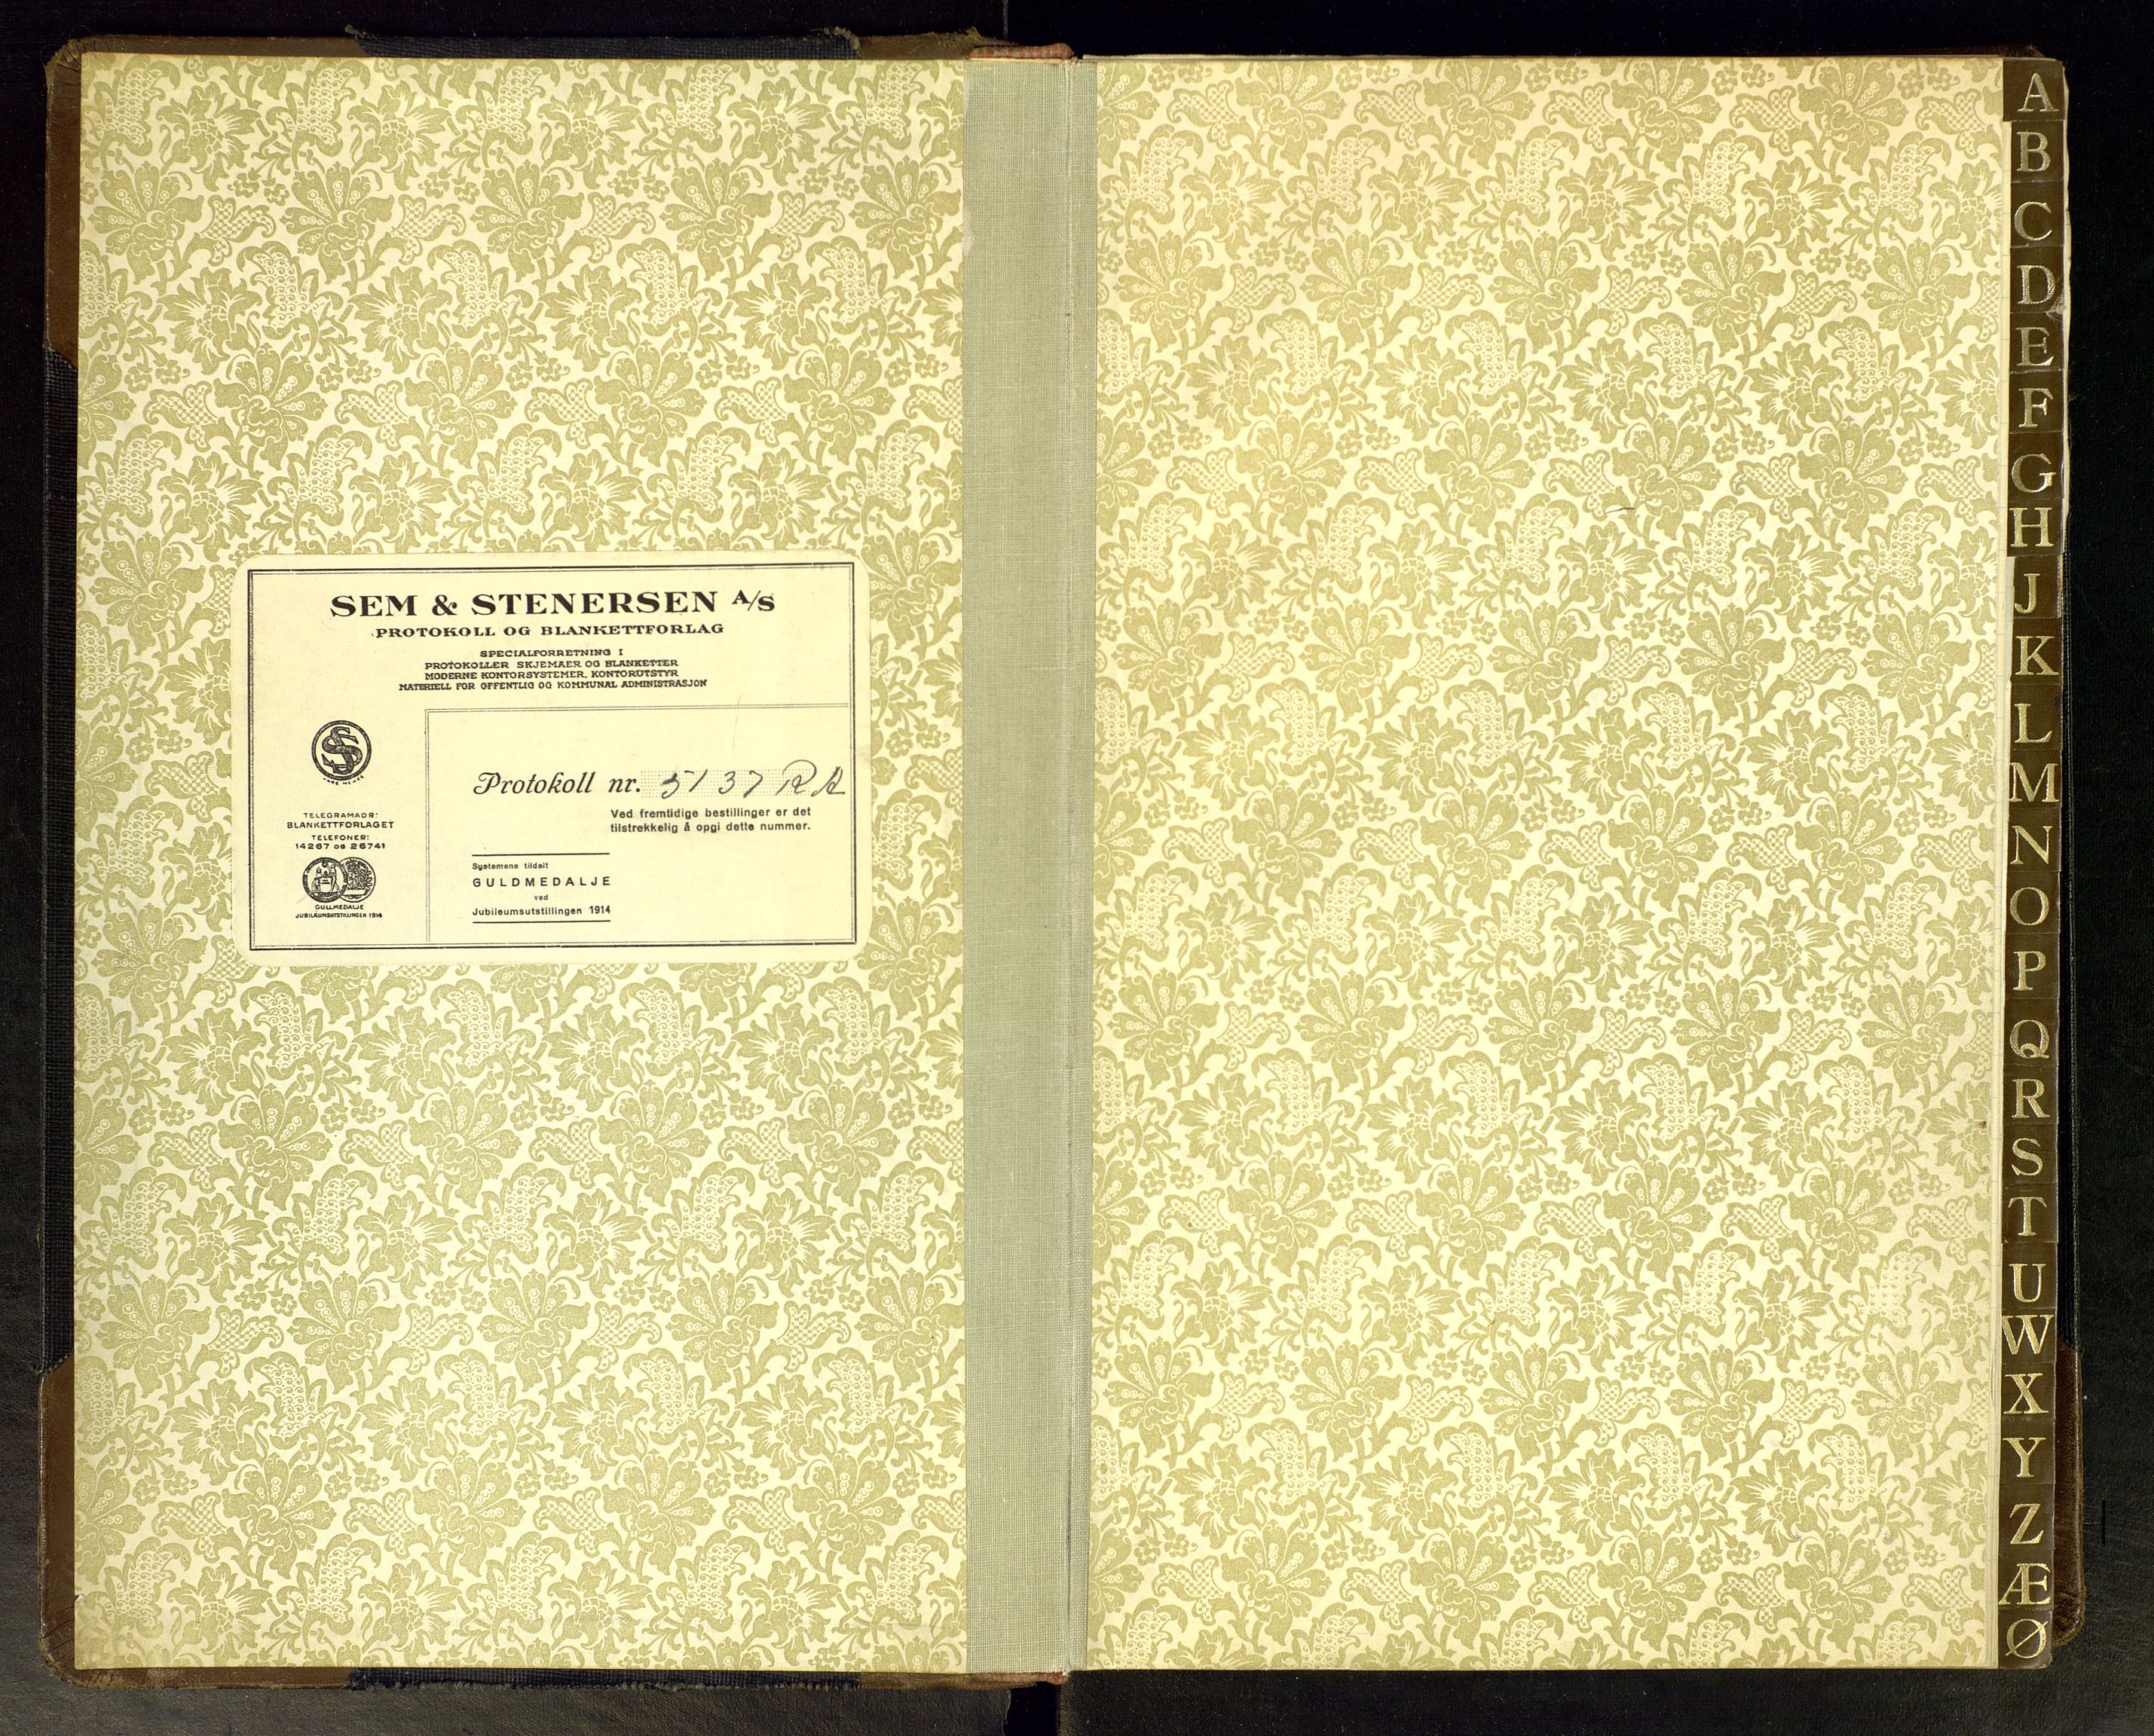 SEM & STENERSEN A/S
PROTOKOLL OG BLANKETTFORLAG
SPECIALFORRETNING I
PROTOKOLLER SKJEMAER OG BLANKETTER
MODERNE KONTORSYSTEMER, KONTORUTSTYR
MATERIELL FOR OFFENTLIG OG KOMMUNAL ADMINISTRASJON
Protokoll nr. 5137 RA
Ved fremtidige bestillinger er det
tilstrekkelig å opgi dette nummer.
TELEGRAMADR:
BLANKETTFORLAGET
TELEFONER:
14267 OG 26741
GULLMEDALJE
JUBILÆUMSUTSTILLINGEN 1914
Systemene tildelt
GULDMEDALJE
ved
Jubileumsutstillingen 1914
A
B
C
D
E
F
G
H
J
K
L
M
N
O
P
Q
R
S
T
U
W
X
Y
Z
Æ
Ø